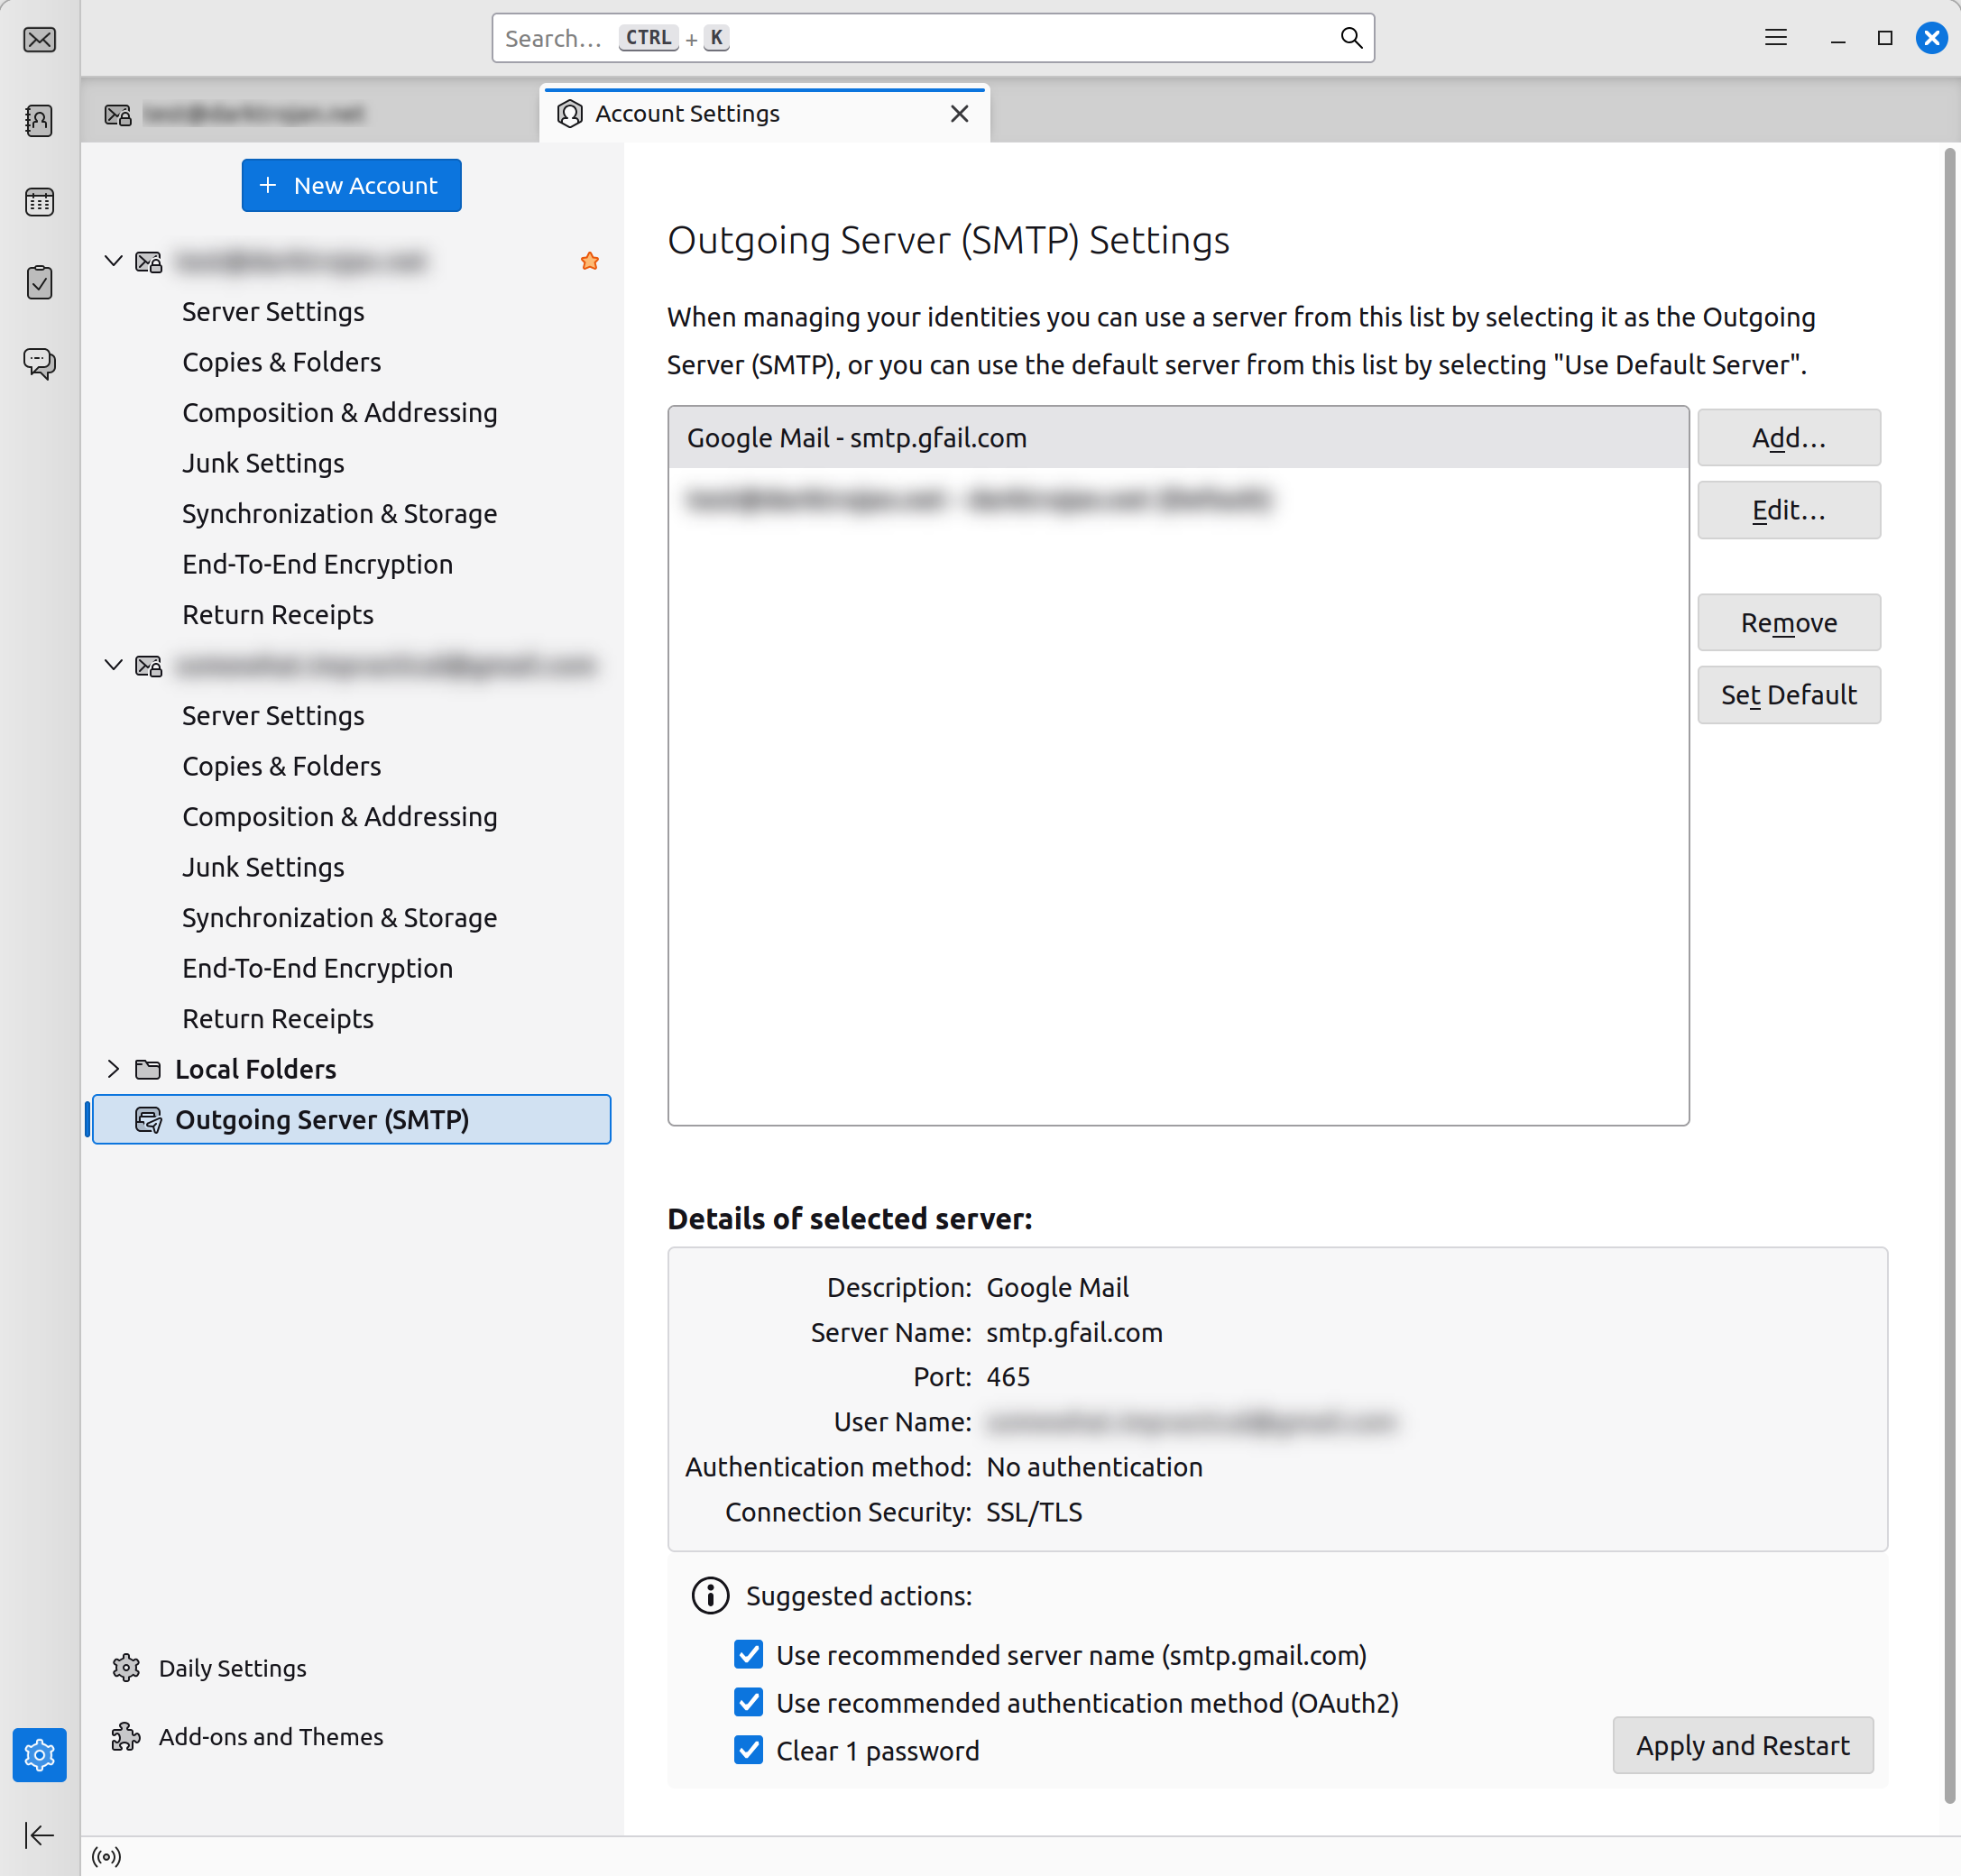 Search... CTRL + K
Account Settings
+ New Account
Server Settings
Copies & Folders
Composition & Addressing
Junk Settings
Synchronization & Storage
End-To-End Encryption
Return Receipts
Server Settings
Copies & Folders
Composition & Addressing
Junk Settings
Synchronization & Storage
End-To-End Encryption
Return Receipts
Local Folders
Outgoing Server (SMTP)
Daily Settings
Add-ons and Themes
Outgoing Server (SMTP) Settings
When managing your identities you can use a server from this list by selecting it as the Outgoing
Server (SMTP), or you can use the default server from this list by selecting "Use Default Server".
Google Mail - smtp.gfail.com
Add...
Edit...
Remove
Set Default
Details of selected server:
Description: Google Mail
Server Name: smtp.gfail.com
Port: 465
User Name:
Authentication method: No authentication
Connection Security: SSL/TLS
Suggested actions:
Use recommended server name (smtp.gmail.com)
Use recommended authentication method (OAuth2)
Clear 1 password
Apply and Restart